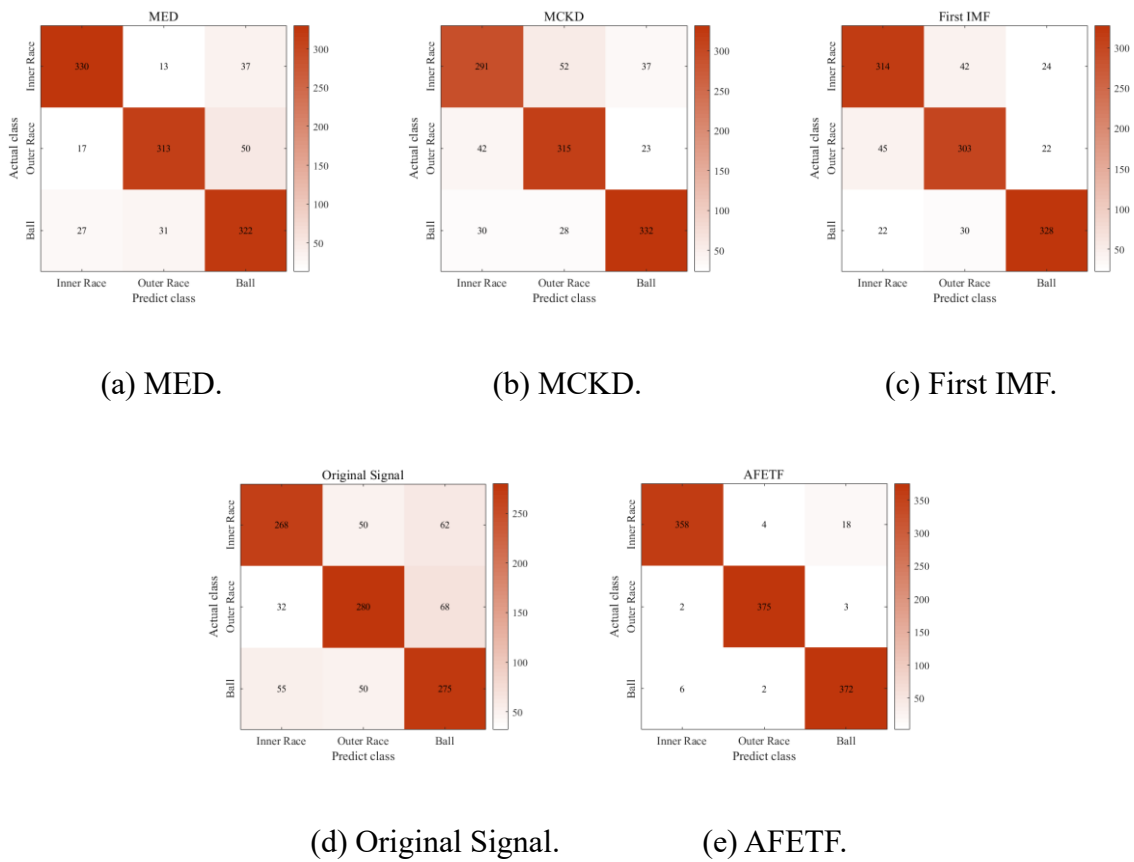 MED
Inner Race 330 13 37
Actual class
Outer Race 17 313 50
Ball 27 31 322
Inner Race Outer Race Ball
Predict class
300
250
200
150
100
50
MCKD
Inner Race 291 52 37
Actual class
Outer Race 42 315 23
Ball 30 28 332
Inner Race Outer Race Ball
Predict class
300
250
200
150
100
50
First IMF
Inner Race 314 42 24
Actual class
Outer Race 45 303 22
Ball 22 30 328
Inner Race Outer Race Ball
Predict class
300
250
200
150
100
50
(a) MED.
(b) MCKD.
(c) First IMF.
Original Signal
Inner Race 268 50 62
Actual class
Outer Race 32 280 68
Ball 55 50 275
Inner Race Outer Race Ball
Predict class
250
200
150
100
50
AFETF
Inner Race 358 4 18
Actual class
Outer Race 2 375 3
Ball 6 2 372
Inner Race Outer Race Ball
Predict class
350
300
250
200
150
100
50
(d) Original Signal.
(e) AFETF.